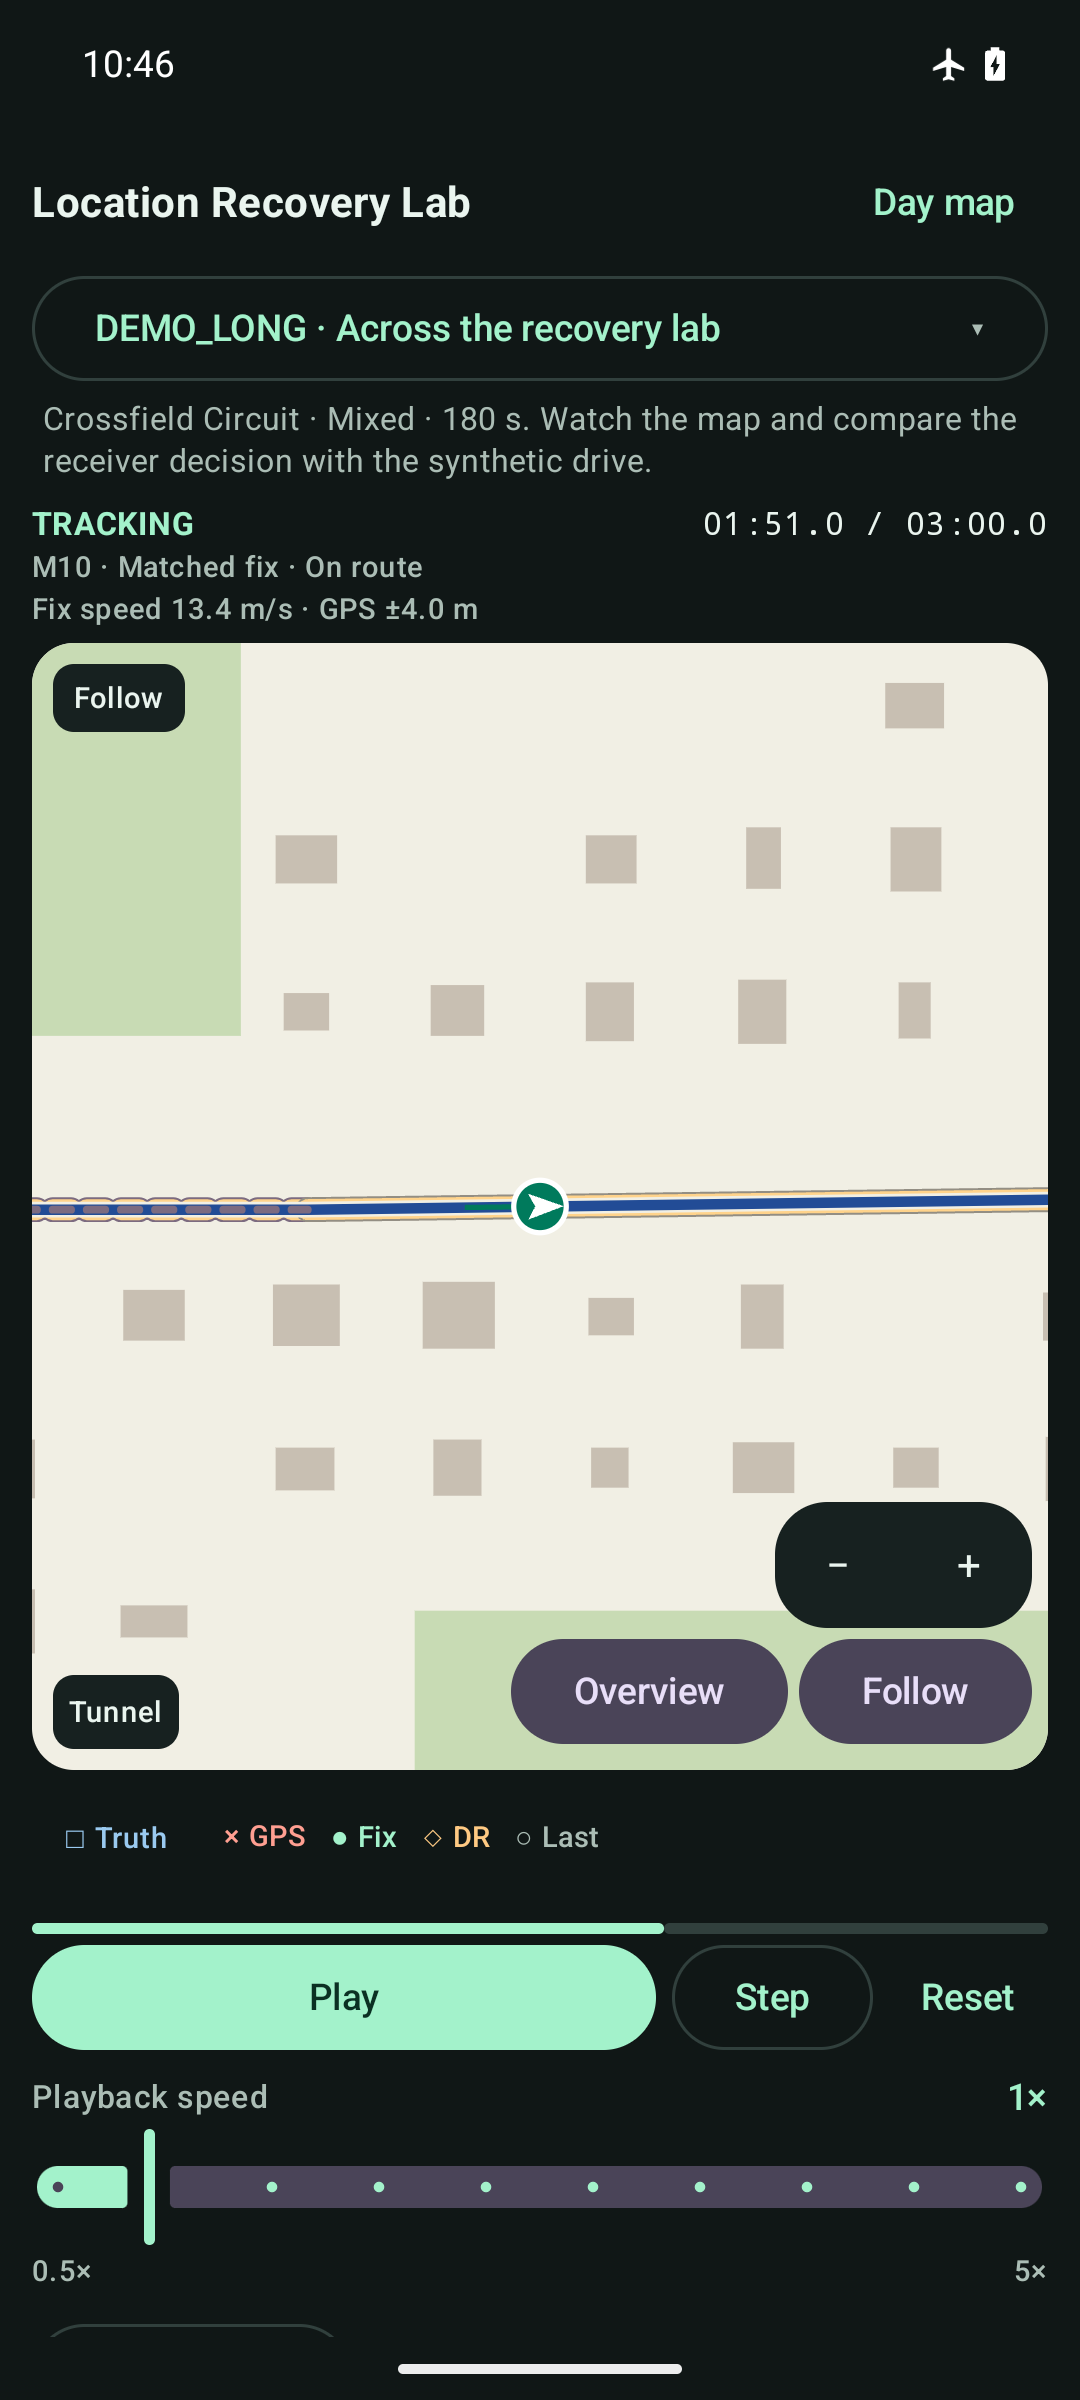 10:46
Location Recovery Lab
Day map
DEMO_LONG · Across the recovery lab ▾
Crossfield Circuit · Mixed · 180 s. Watch the map and compare the
receiver decision with the synthetic drive.
TRACKING
01:51.0 / 03:00.0
M10 · Matched fix · On route
Fix speed 13.4 m/s · GPS ±4.0 m
Follow
− +
Overview
Follow
Tunnel
□ Truth × GPS ● Fix ◇ DR ○ Last
Play
Step
Reset
Playback speed
1×
0.5×
5×